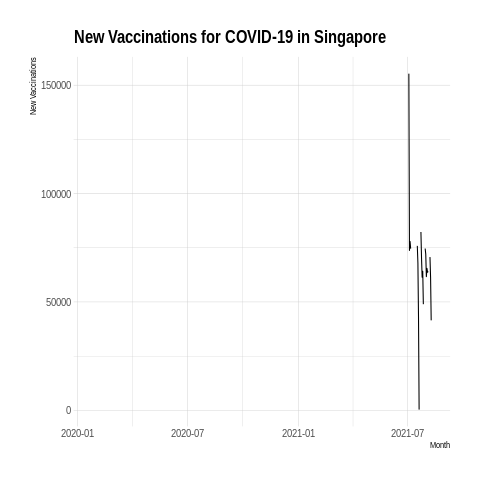 New Vaccinations for COVID-19 in Singapore
New Vaccinations
150000
100000
50000
0
2020-01 2020-07 2021-01 2021-07
Month